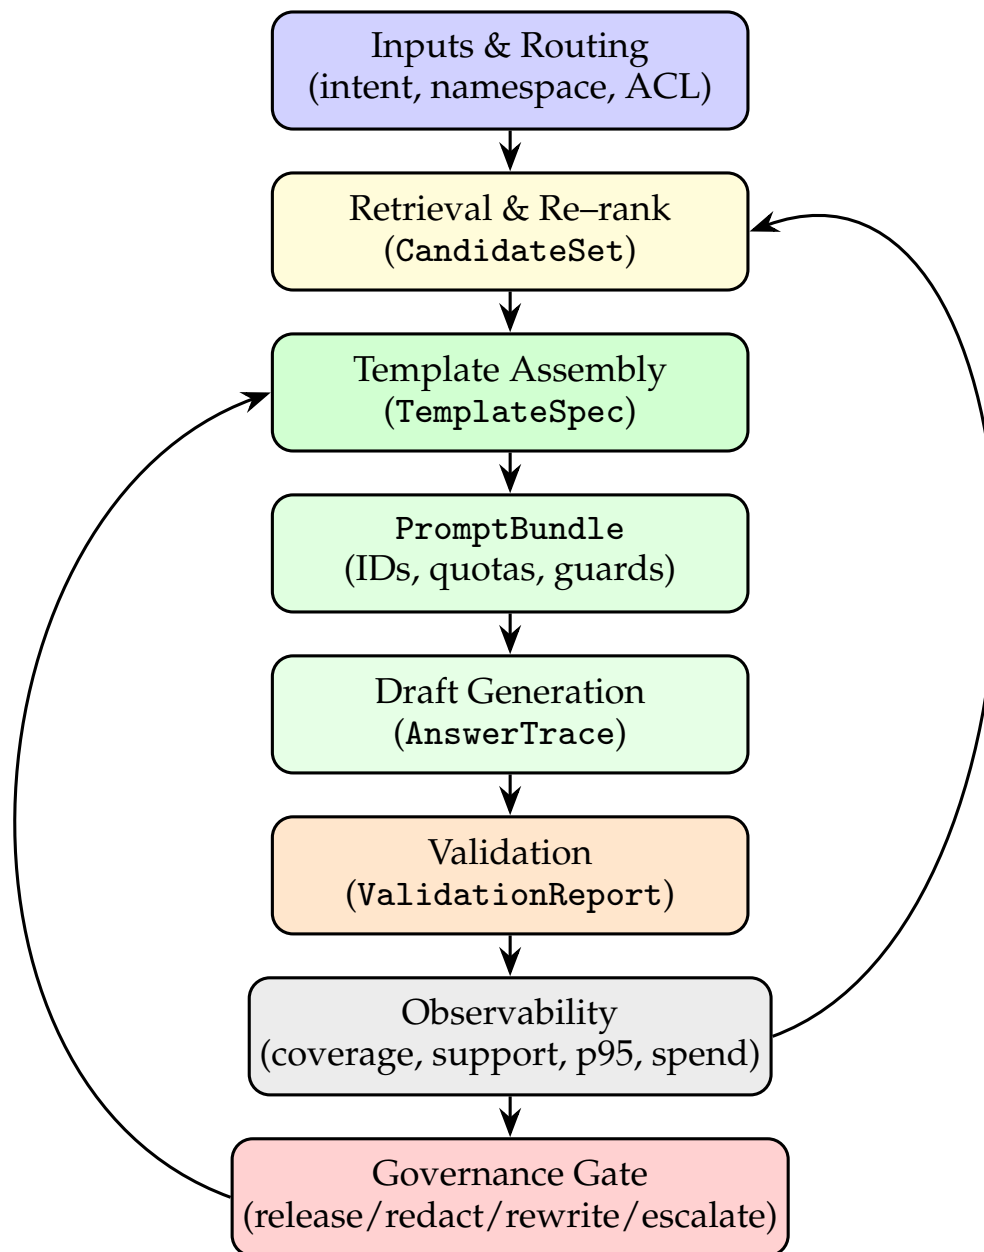 Inputs & Routing
(intent, namespace, ACL)
Retrieval & Re–rank
(CandidateSet)
Template Assembly
(TemplateSpec)
PromptBundle
(IDs, quotas, guards)
Draft Generation
(AnswerTrace)
Validation
(ValidationReport)
Observability
(coverage, support, p95, spend)
Governance Gate
(release/redact/rewrite/escalate)